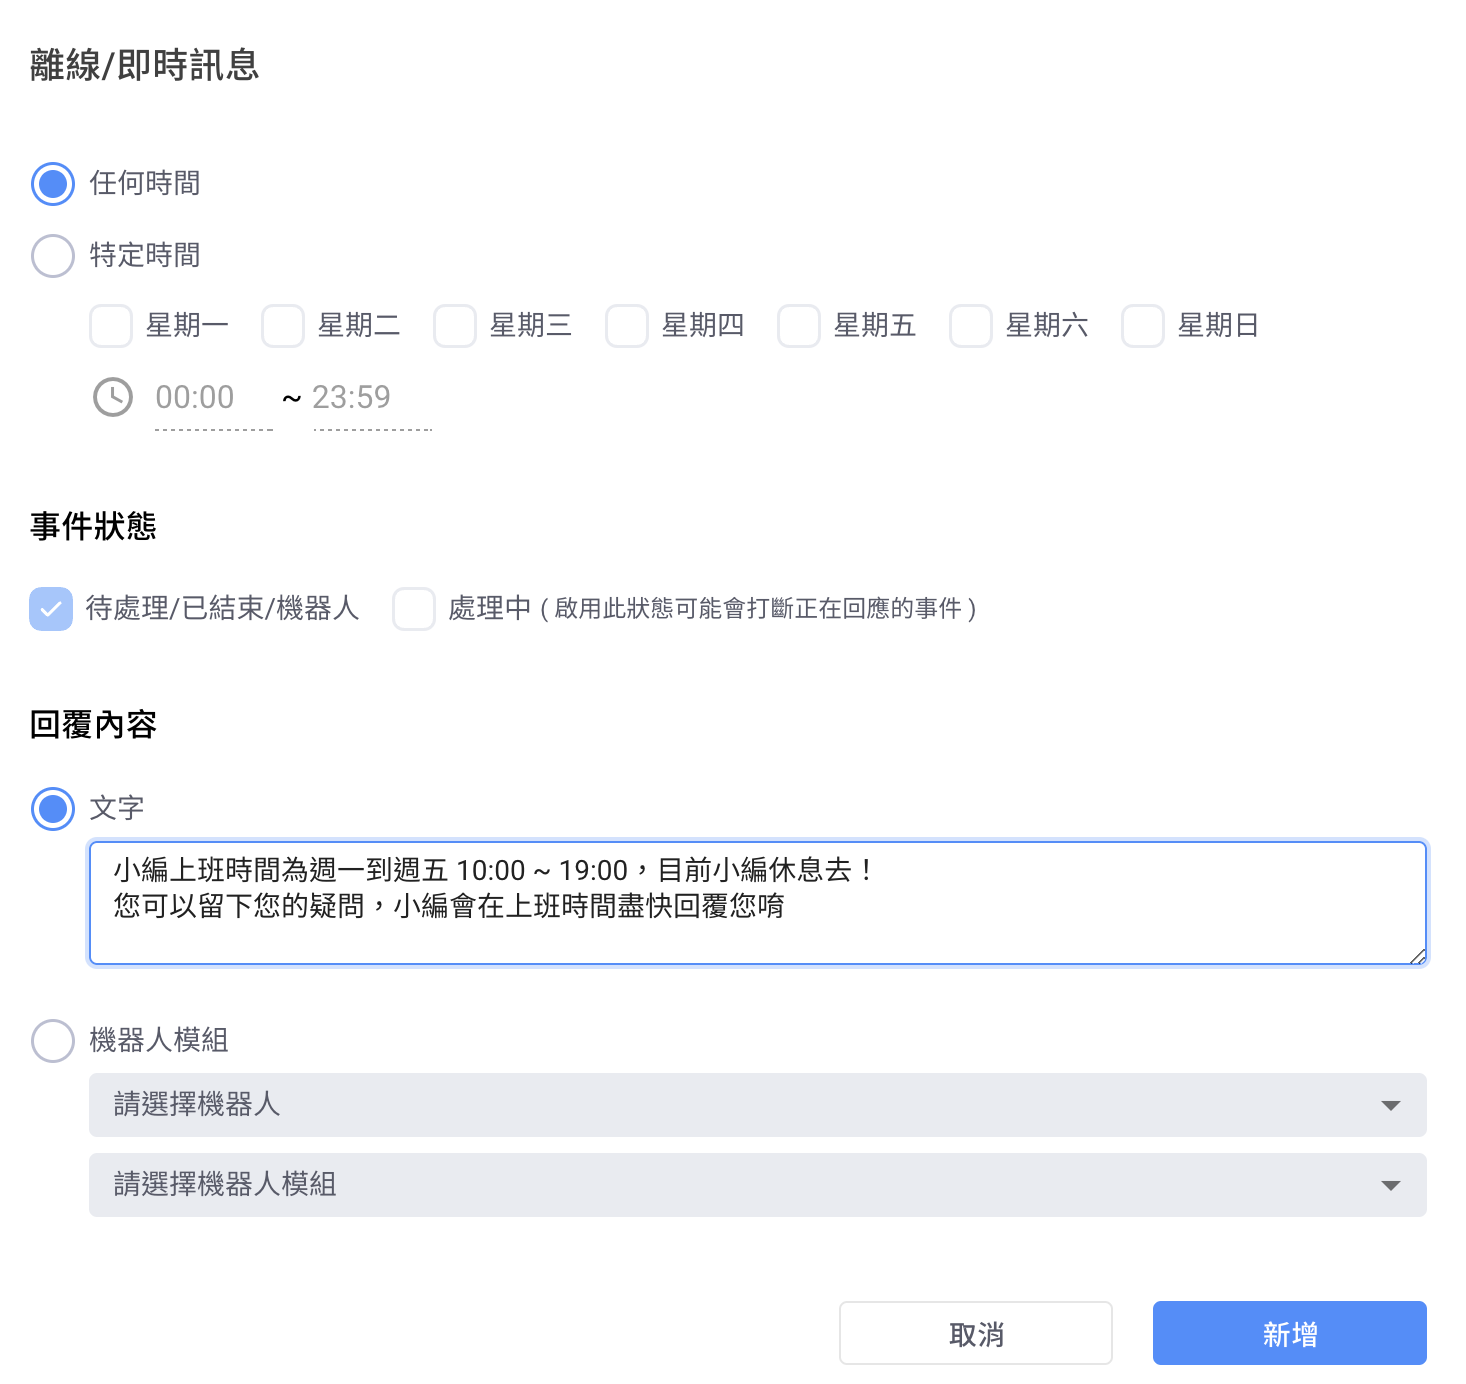 離線/即時訊息
任何時間
特定時間
星期一 星期二 星期三 星期四 星期五 星期六 星期日
00:00 ~ 23:59
事件狀態
待處理/已結束/機器人 處理中 ( 啟用此狀態可能會打斷正在回應的事件 )
回覆內容
文字
小編上班時間為週一到週五 10:00 ~ 19:00，目前小編休息去！
您可以留下您的疑問，小編會在上班時間盡快回覆您唷
機器人模組
請選擇機器人
請選擇機器人模組
取消 新增